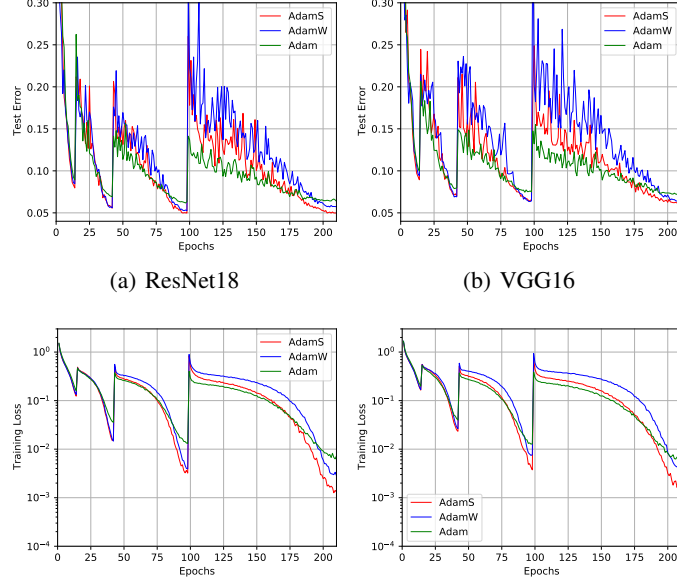 0.30
0.25
0.20
0.15
0.10
0.05
Test Error
AdamS
AdamW
Adam
0 25 50 75 100 125 150 175 200
Epochs
(a) ResNet18
0.30
0.25
0.20
0.15
0.10
0.05
Test Error
AdamS
AdamW
Adam
0 25 50 75 100 125 150 175 200
Epochs
(b) VGG16
10⁰
10⁻¹
10⁻²
10⁻³
10⁻⁴
Training Loss
AdamS
AdamW
Adam
0 25 50 75 100 125 150 175 200
Epochs
10⁰
10⁻¹
10⁻²
10⁻³
10⁻⁴
Training Loss
AdamS
AdamW
Adam
0 25 50 75 100 125 150 175 200
Epochs